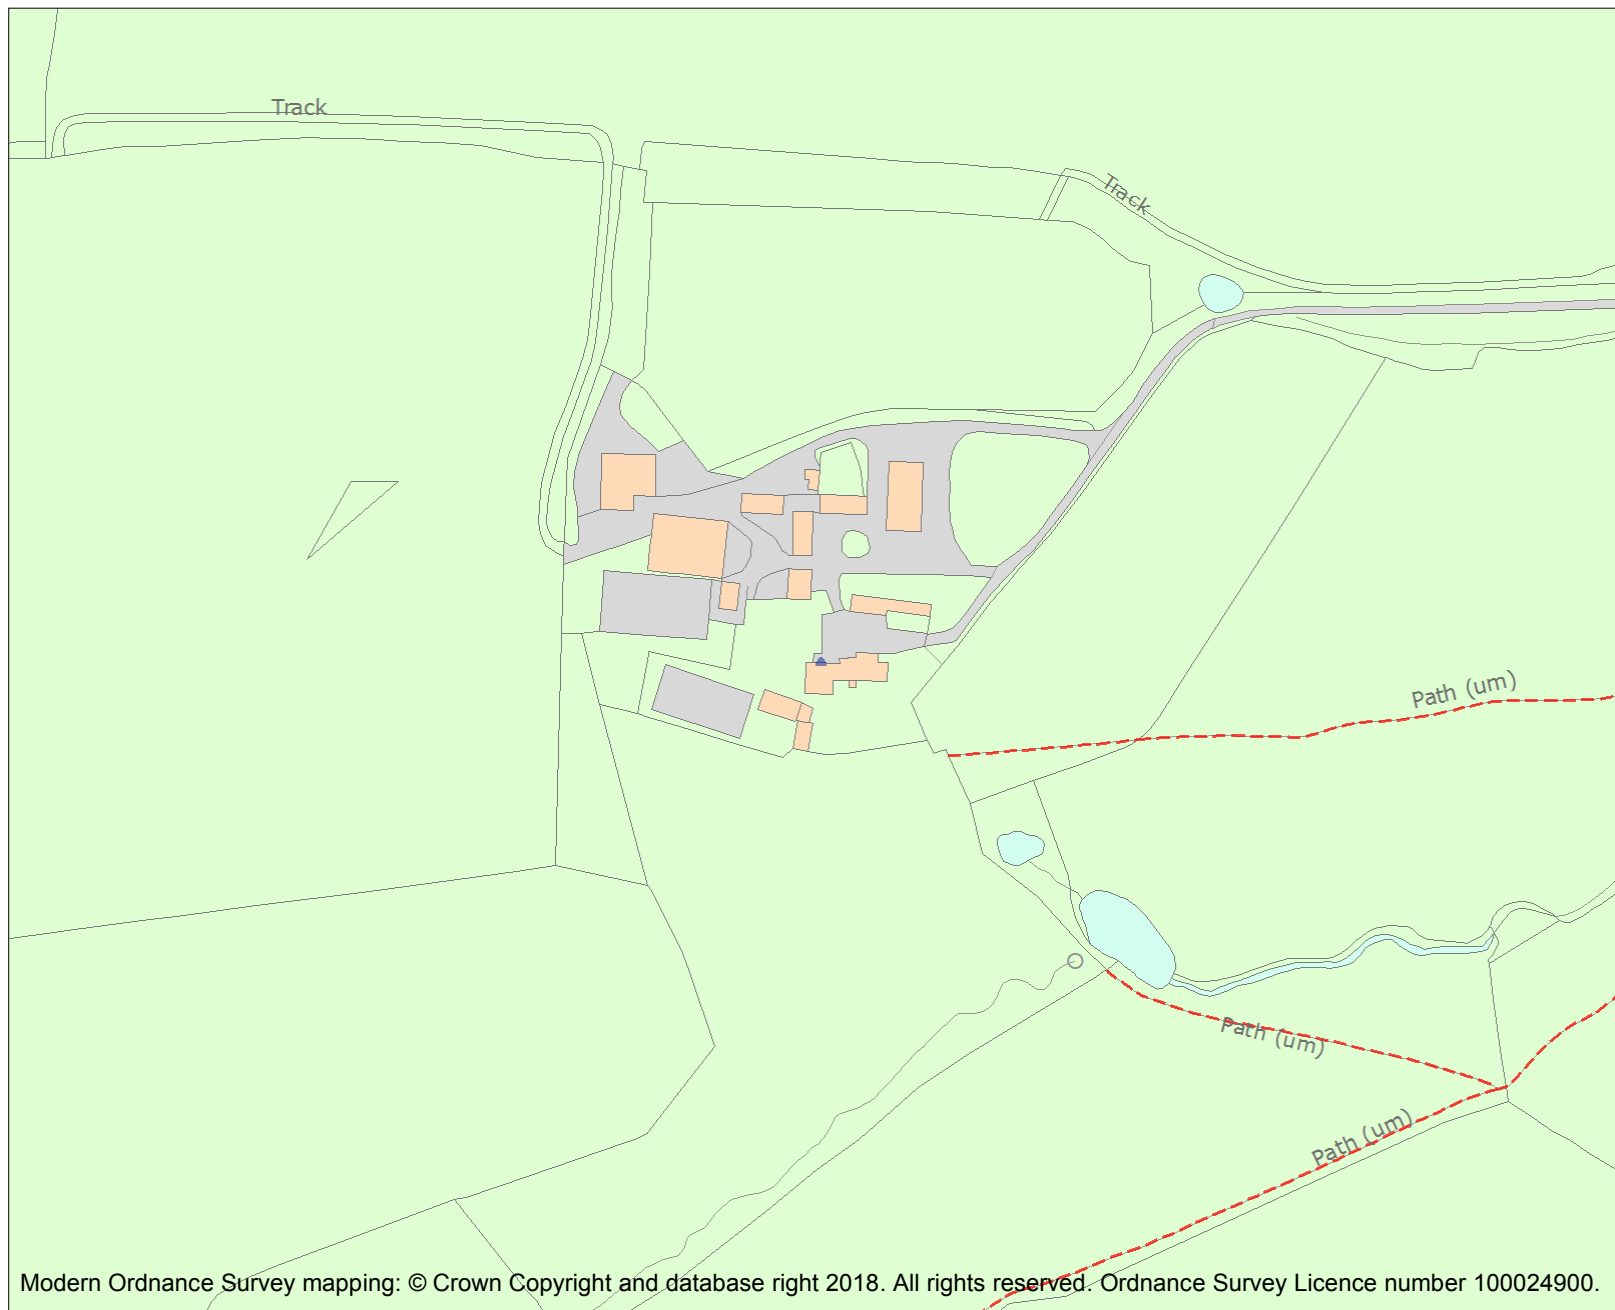 Track
Track
Path (um)
Path (um)
Path (um)
Modern Ordnance Survey mapping: © Crown Copyright and database right 2018. All rights reserved. Ordnance Survey Licence number 100024900.